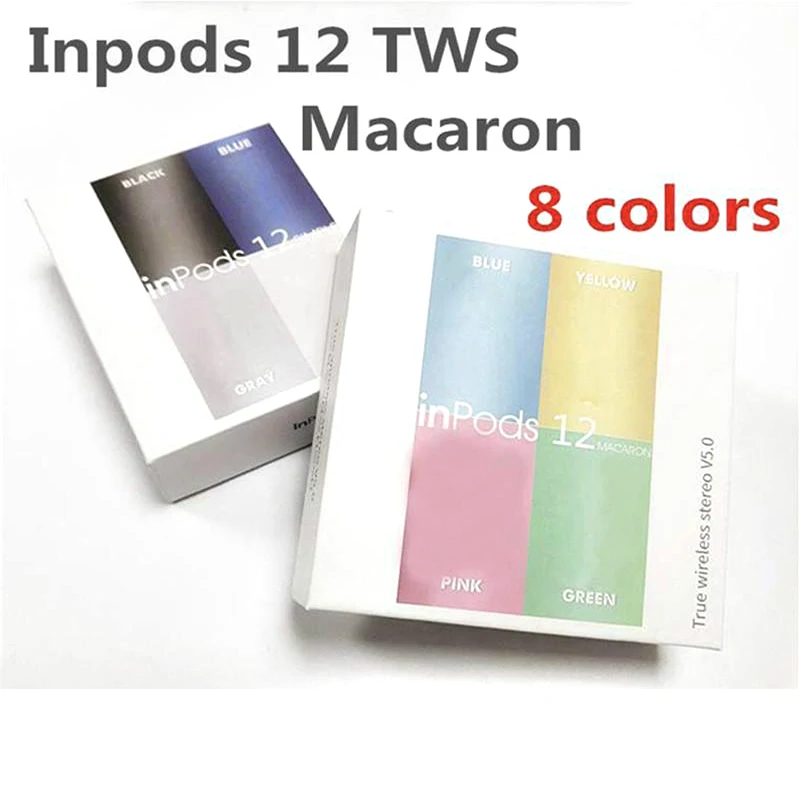 Inpods 12 TWS
Macaron
8 colors
BLACK
BLUE
inPods 12
GRAY
BLUE
YELLOW
inPods 12 MACARON
PINK
GREEN
True wireless stereo V5.0